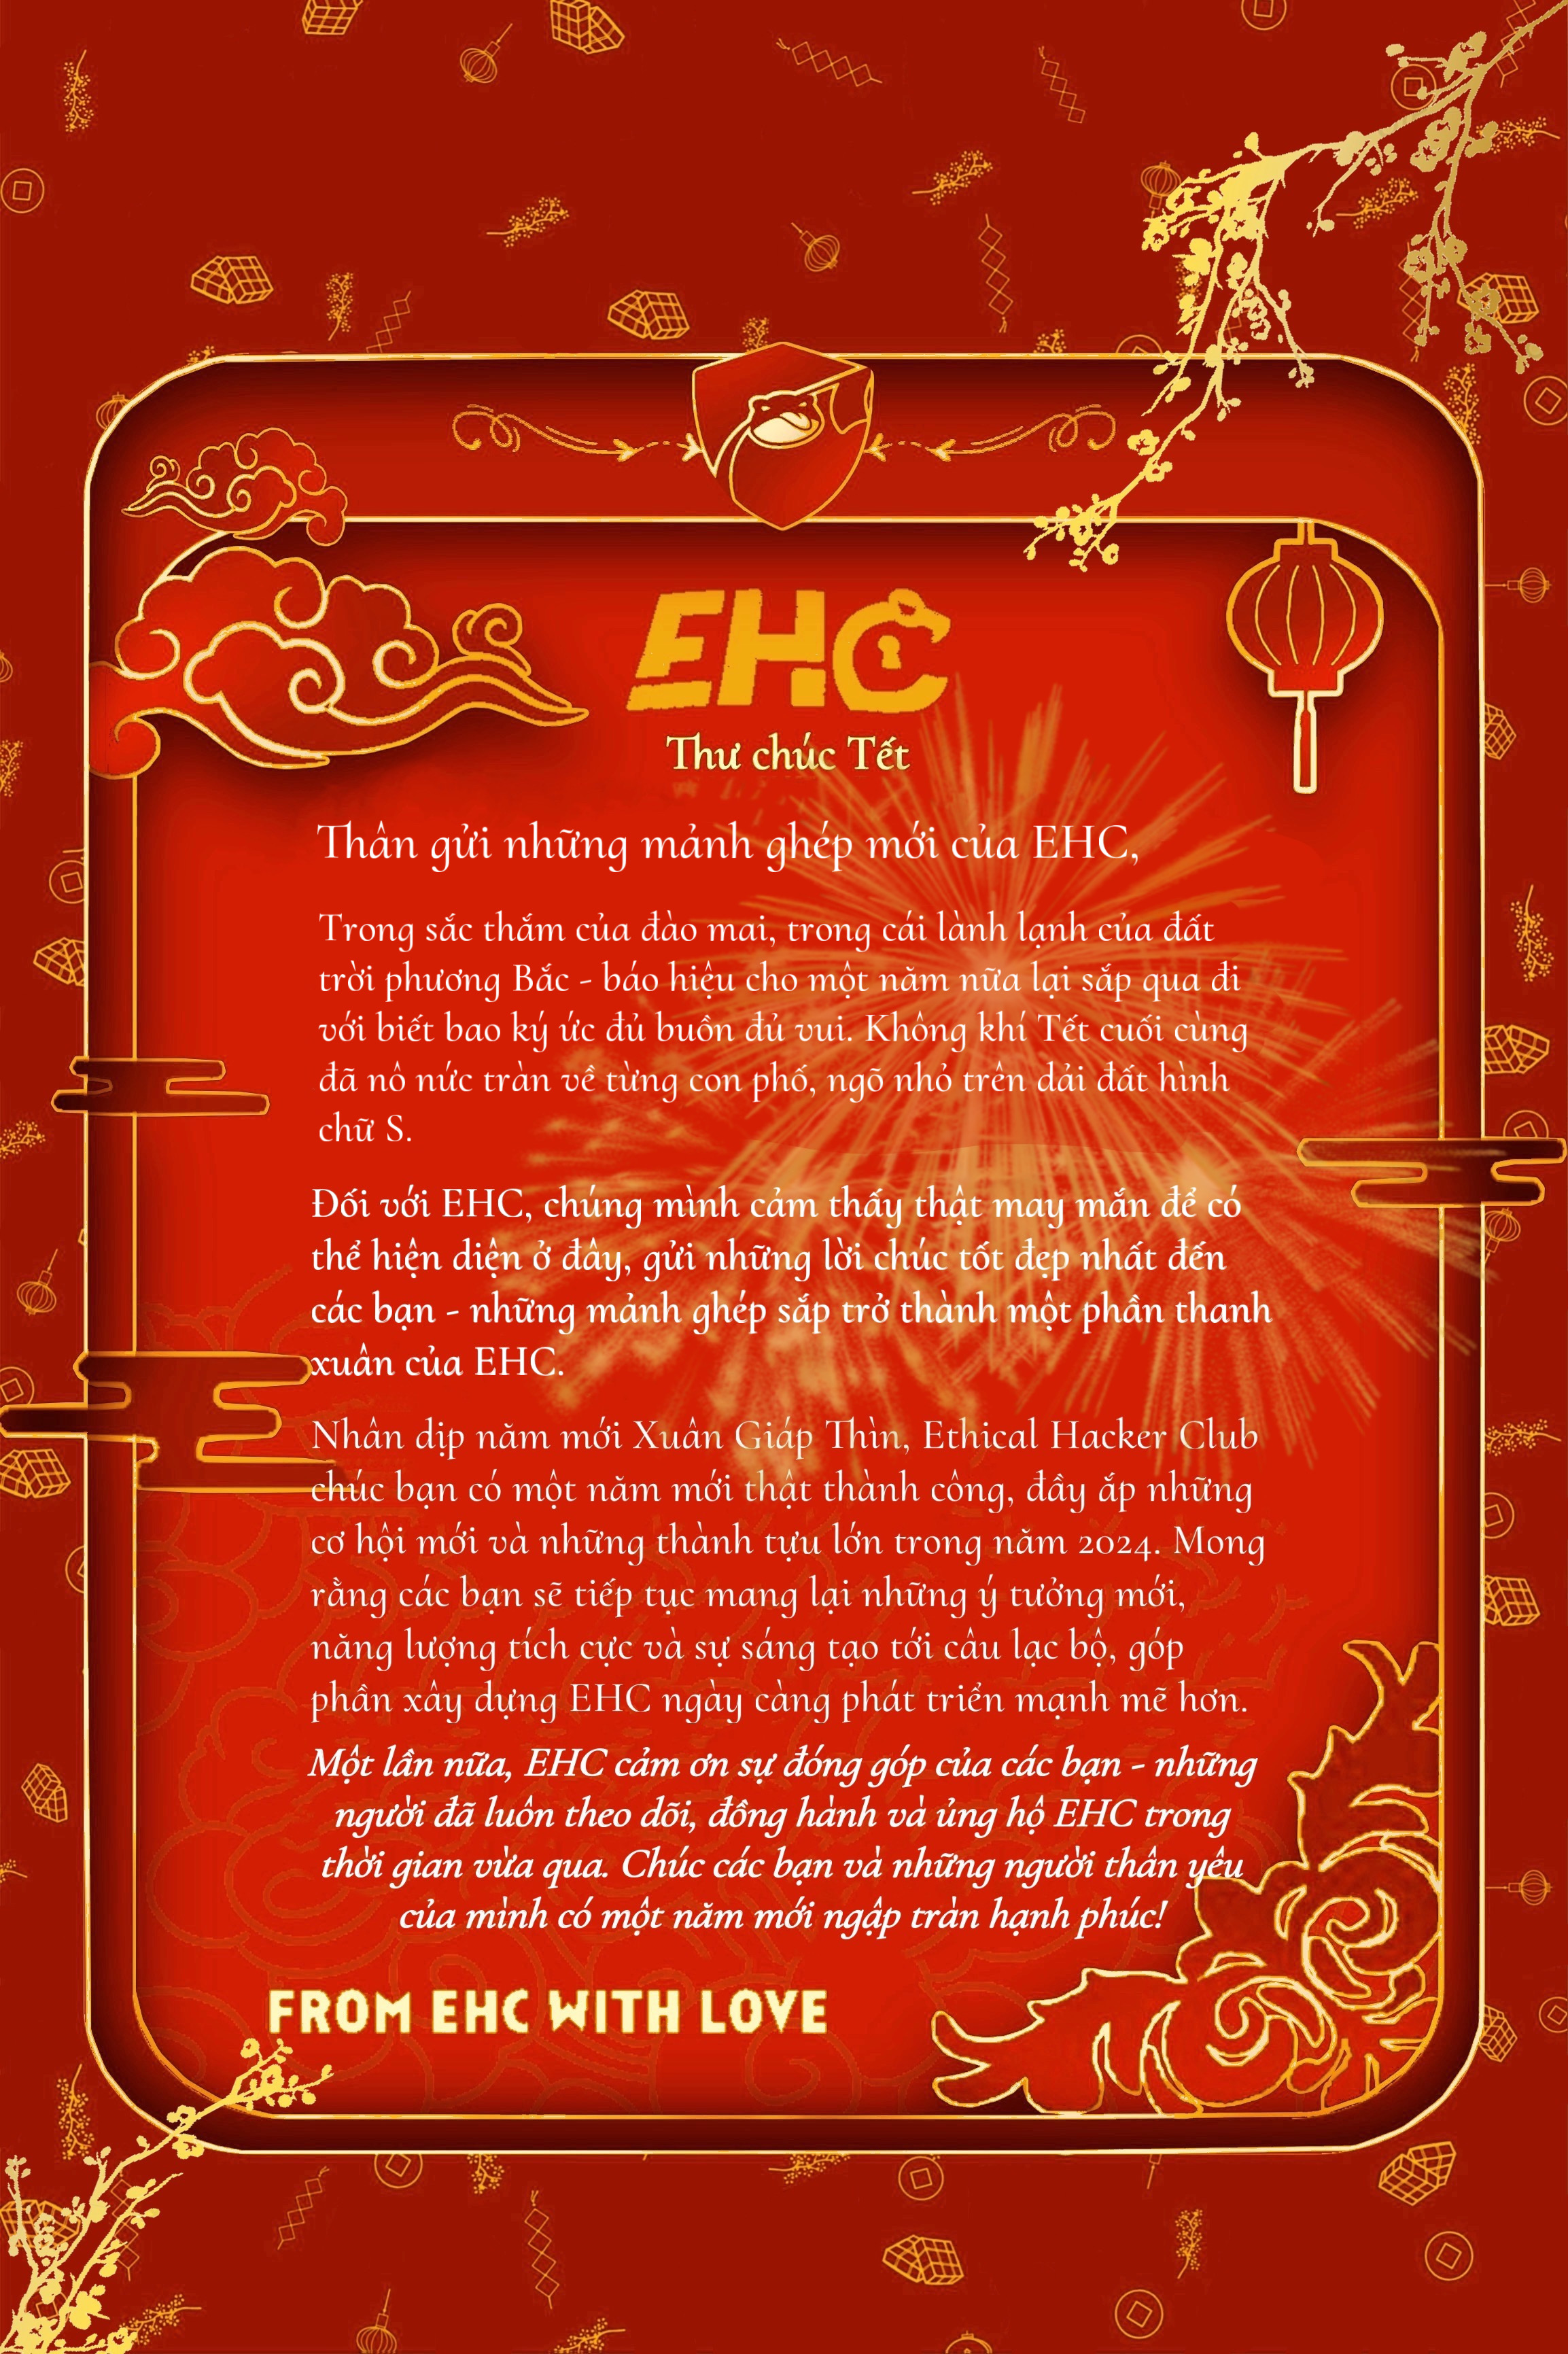 EHC
Thư chúc Tết
Thân gửi những mảnh ghép mới của EHC,
Trong sắc thắm của đào mai, trong cái lành lạnh của đất
trời phương Bắc - báo hiệu cho một năm nữa lại sắp qua đi
với biết bao ký ức đủ buồn đủ vui. Không khí Tết cuối cùng
đã nô nức tràn về từng con phố, ngõ nhỏ trên dải đất hình
chữ S.
Đối với EHC, chúng mình cảm thấy thật may mắn để có
thể hiện diện ở đây, gửi những lời chúc tốt đẹp nhất đến
các bạn - những mảnh ghép sắp trở thành một phần thanh
xuân của EHC.
Nhân dịp năm mới Xuân Giáp Thìn, Ethical Hacker Club
chúc bạn có một năm mới thật thành công, đầy ắp những
cơ hội mới và những thành tựu lớn trong năm 2024. Mong
rằng các bạn sẽ tiếp tục mang lại những ý tưởng mới,
năng lượng tích cực và sự sáng tạo tới câu lạc bộ, góp
phần xây dựng EHC ngày càng phát triển mạnh mẽ hơn.
Một lần nữa, EHC cảm ơn sự đóng góp của các bạn - những
người đã luôn theo dõi, đồng hành và ủng hộ EHC trong
thời gian vừa qua. Chúc các bạn và những người thân yêu
của mình có một năm mới ngập tràn hạnh phúc!
FROM EHC WITH LOVE